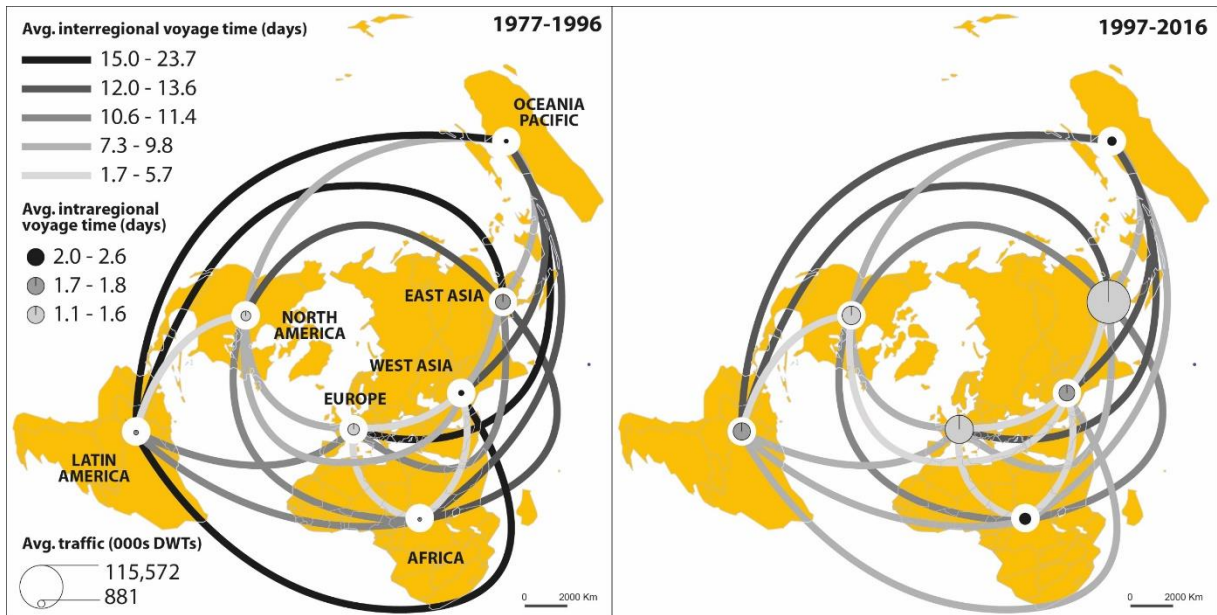 Avg. interregional voyage time (days)
15.0 - 23.7
12.0 - 13.6
10.6 - 11.4
7.3 - 9.8
1.7 - 5.7
Avg. intraregional
voyage time (days)
2.0 - 2.6
1.7 - 1.8
1.1 - 1.6
1977-1996
OCEANIA
PACIFIC
EAST ASIA
NORTH
AMERICA
WEST ASIA
EUROPE
LATIN
AMERICA
AFRICA
Avg. traffic (000s DWTs)
115,572
881
0 2000 Km
1997-2016
0 2000 Km